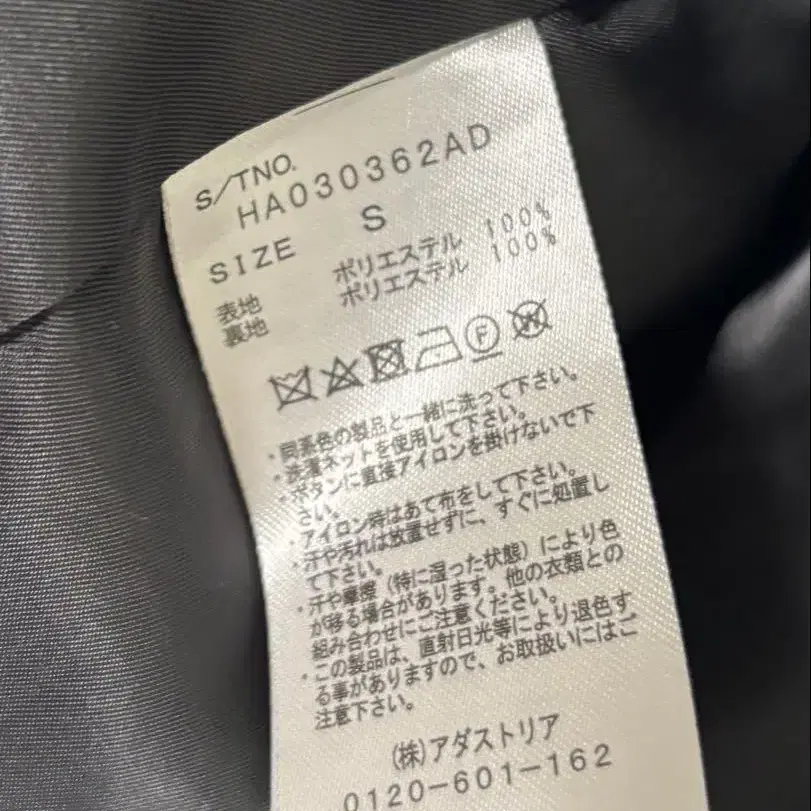 S/TNO.
HA030362AD
SIZE S
表地 ポリエステル 100%
裏地 ポリエステル 100%
・同系色の製品と一緒に洗って下さい。
・洗濯ネットを使用して下さい。
・ボタンに直接アイロンを掛けないで下
さい。
・アイロン時はあて布をして下さい。
・汗や汚れは放置せずに、すぐに処置し
て下さい。
・汗や摩擦（特に湿った状態）により色
が移る場合があります。他の衣類との
組み合わせにご注意ください。
・この製品は、直射日光等により退色す
る事がありますので、お取扱いにはご
注意下さい。
(株)アダストリア
0120-601-162